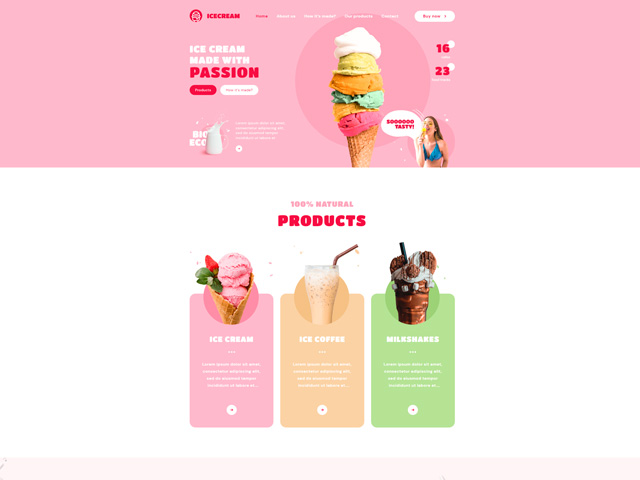 ICECREAM
Home
About us
How it's made?
Our products
Contact
Buy now
ICE CREAM
MADE WITH
PASSION
Products
How it's made?
16
23
BIO
ECO
Lorem ipsum dolor sit amet,
consectetur adipiscing elit,
sed do eiusmod tempor
incididunt ut labore et...
SOOOOOO
TASTY!
100% NATURAL
PRODUCTS
ICE CREAM
Lorem ipsum dolor sit amet,
consectetur adipiscing elit,
sed do eiusmod tempor
incididunt ut labore et...
ICE COFFEE
Lorem ipsum dolor sit amet,
consectetur adipiscing elit,
sed do eiusmod tempor
incididunt ut labore et...
MILKSHAKES
Lorem ipsum dolor sit amet,
consectetur adipiscing elit,
sed do eiusmod tempor
incididunt ut labore et...